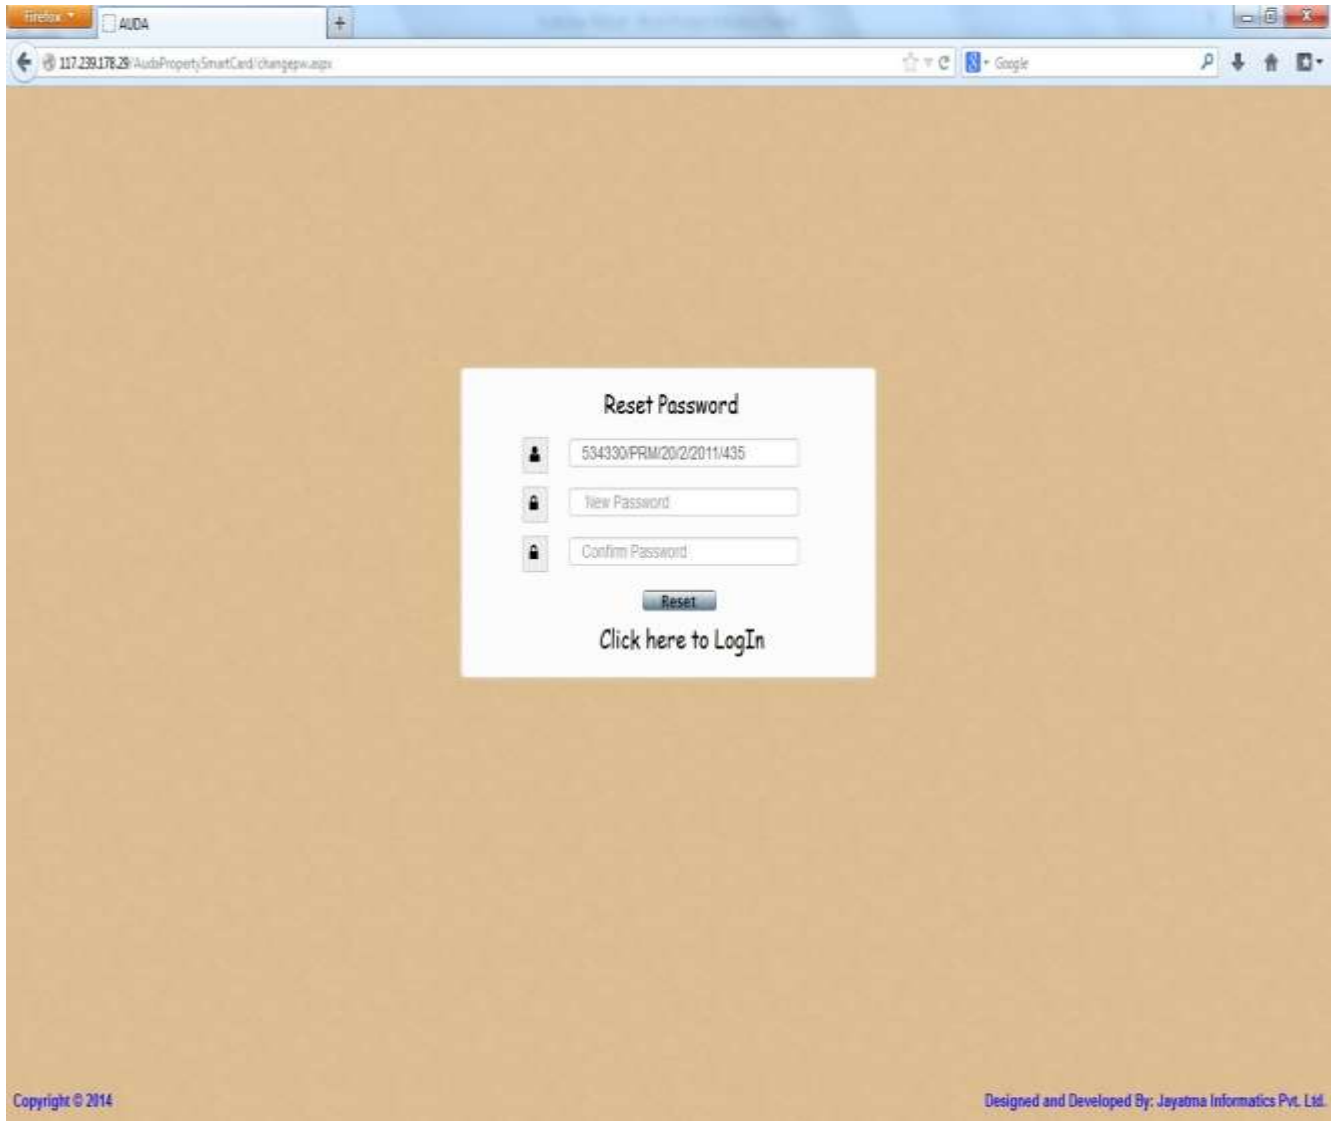 Firefox
AUDA
+
117.239.178.29/AudaPropertySmartCard/changepw.aspx
Google
Reset Password
534330/PRM/20/2/2011/435
New Password
Confirm Password
Reset
Click here to LogIn
Copyright © 2014
Designed and Developed By: Jayatma Informatics Pvt. Ltd.